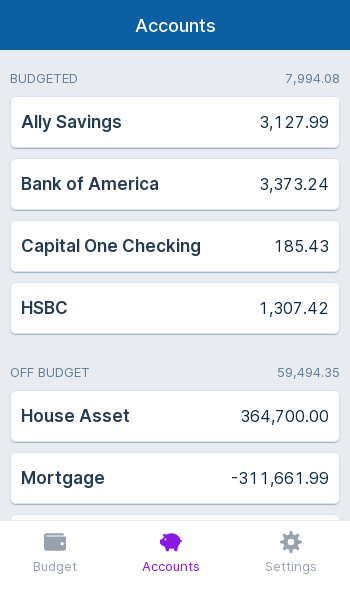 Accounts
BUDGETED 7,994.08
Ally Savings 3,127.99
Bank of America 3,373.24
Capital One Checking 185.43
HSBC 1,307.42
OFF BUDGET 59,494.35
House Asset 364,700.00
Mortgage -311,661.99
Budget Accounts Settings